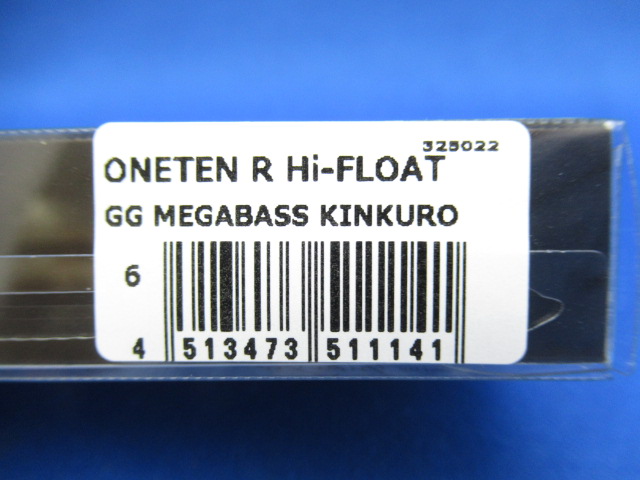 325022
ONETEN R Hi-FLOAT
GG MEGABASS KINKURO
6
4 513473 511141